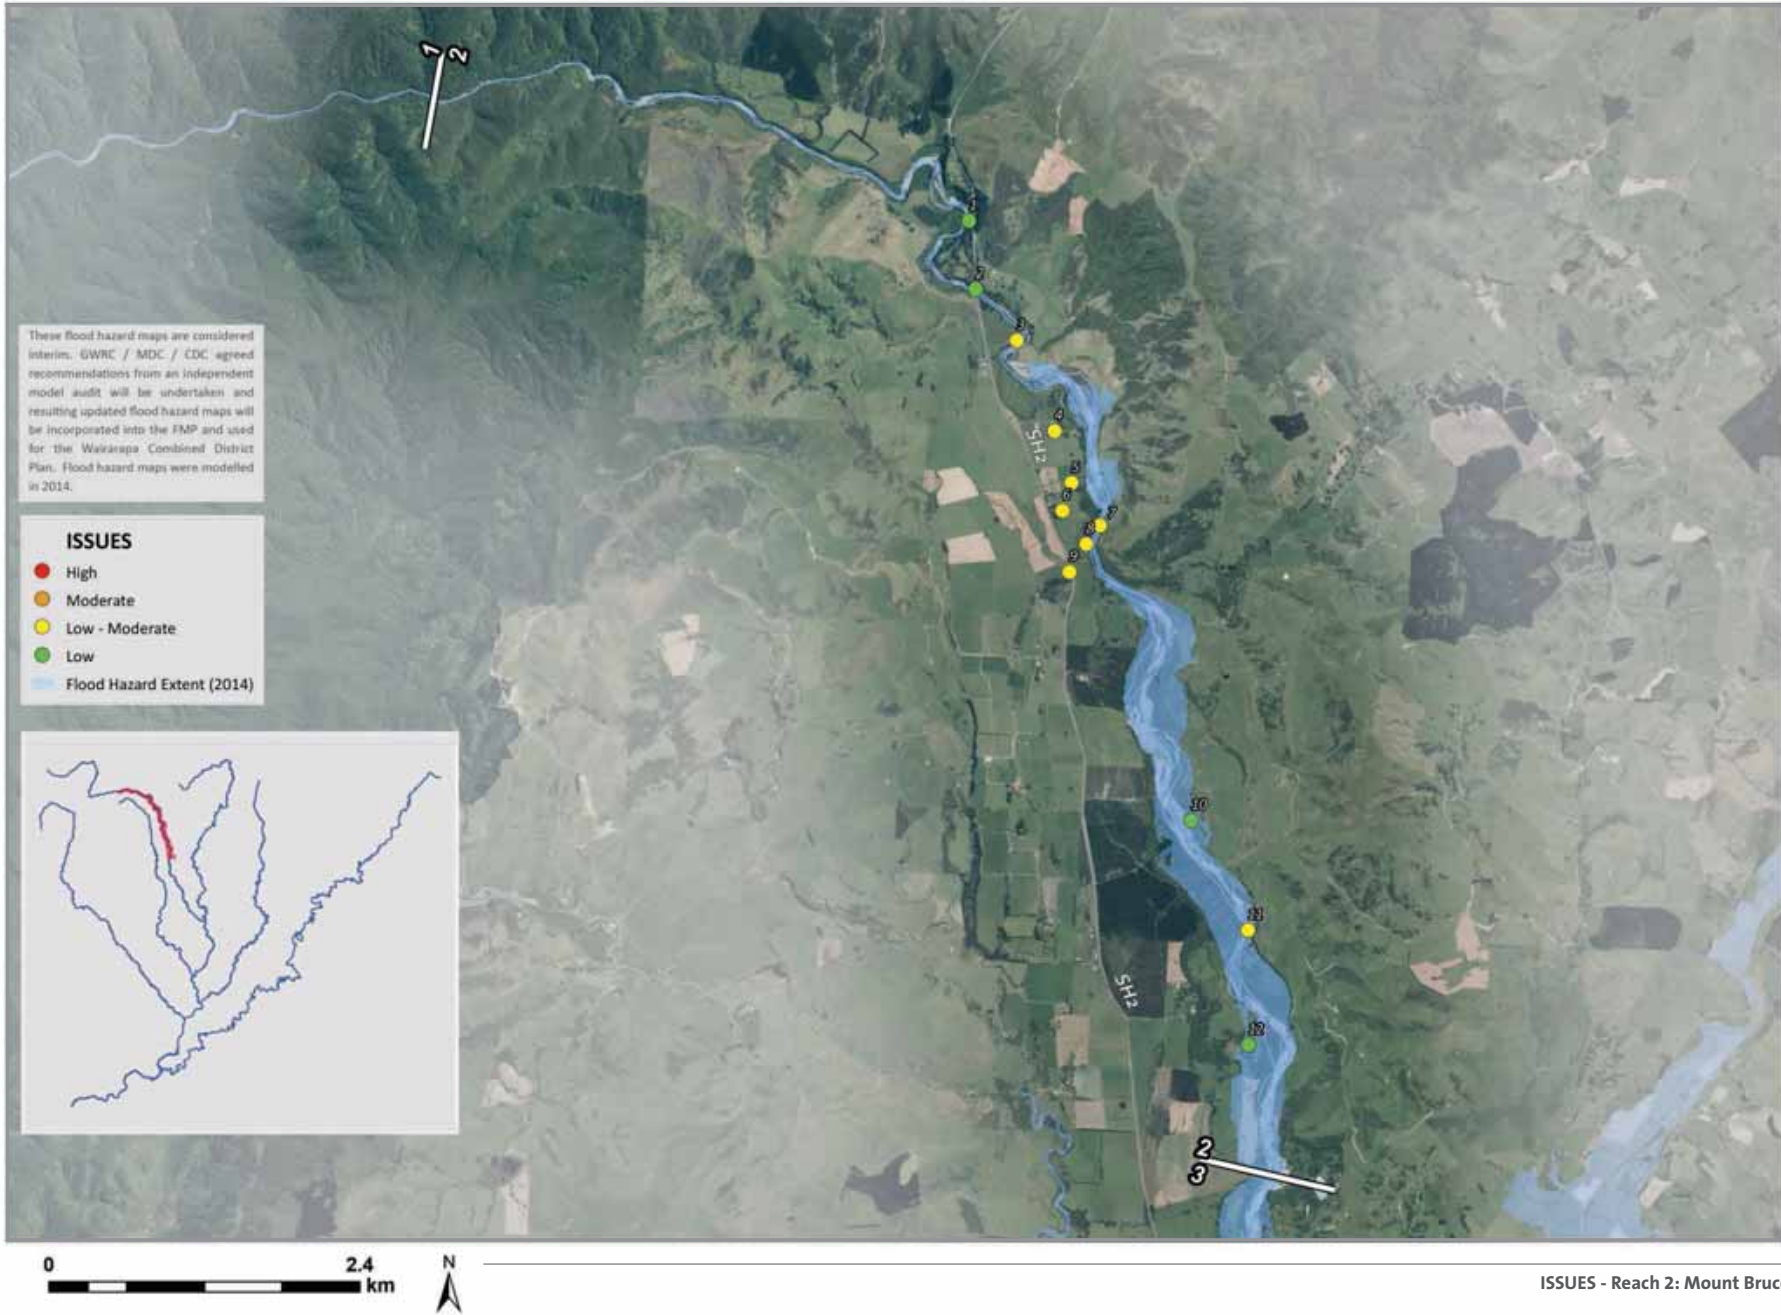 1
2
1
2
3
4
SH2
5
6
7
8
9
10
11
SH2
12
2
3
These flood hazard maps are considered
interim. GWRC / MDC / CDC agreed
recommendations from an independent
model audit will be undertaken and
resulting updated flood hazard maps will
be incorporated into the FMP and used
for the Wairarapa Combined District
Plan. Flood hazard maps were modelled
in 2014.
ISSUES
High
Moderate
Low - Moderate
Low
Flood Hazard Extent (2014)
0 2.4
km
N
ISSUES - Reach 2: Mount Bruc